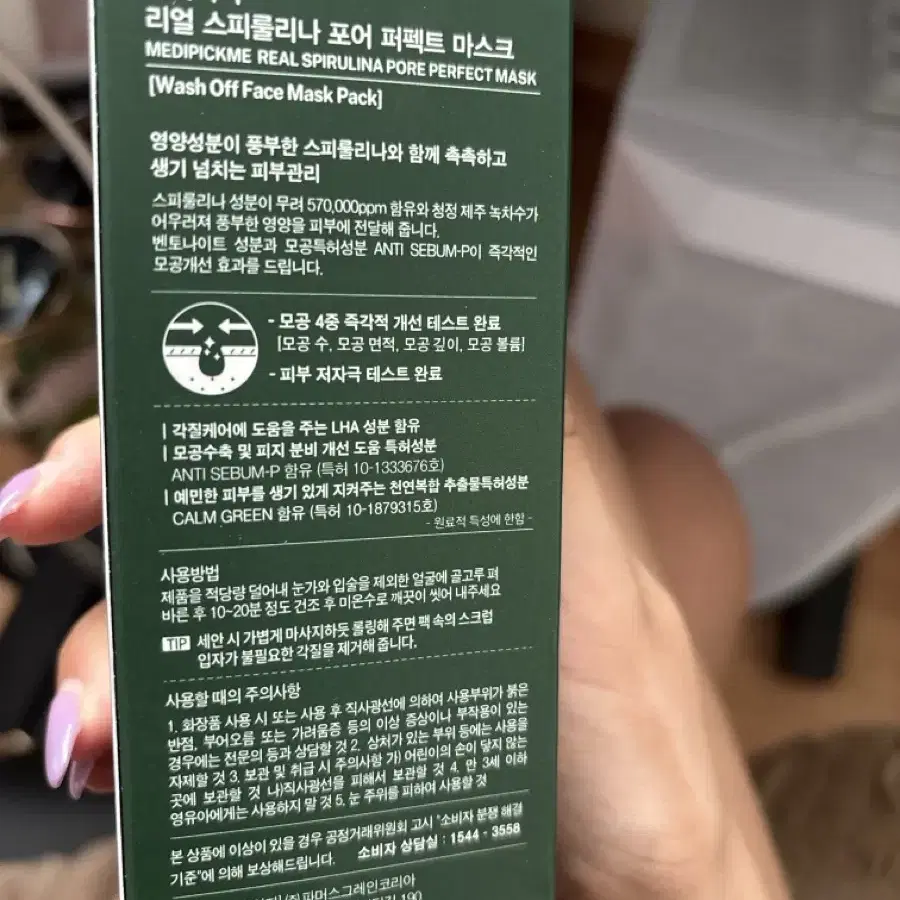 리얼 스피룰리나 포어 퍼펙트 마스크
MEDIPICKME REAL SPIRULINA PORE PERFECT MASK
[Wash Off Face Mask Pack]
영양성분이 풍부한 스피룰리나와 함께 촉촉하고
생기 넘치는 피부관리
스피룰리나 성분이 무려 570,000ppm 함유와 청정 제주 녹차수가
어우러져 풍부한 영양을 피부에 전달해 줍니다.
벤토나이트 성분과 모공특허성분 ANTI SEBUM-P이 즉각적인
모공개선 효과를 드립니다.
- 모공 4중 즉각적 개선 테스트 완료
[모공 수, 모공 면적, 모공 깊이, 모공 볼륨]
- 피부 저자극 테스트 완료
| 각질케어에 도움을 주는 LHA 성분 함유
| 모공수축 및 피지 분비 개선 도움 특허성분
ANTI SEBUM-P 함유 (특허 10-1333676호)
| 예민한 피부를 생기 있게 지켜주는 천연복합 추출물특허성분
CALM GREEN 함유 (특허 10-1879315호)
- 원료적 특성에 한함 -
사용방법
제품을 적당량 덜어내 눈가와 입술을 제외한 얼굴에 골고루 펴
바른 후 10~20분 정도 건조 후 미온수로 깨끗이 씻어 내주세요
TIP 세안 시 가볍게 마사지하듯 롤링해 주면 팩 속의 스크럽
입자가 불필요한 각질을 제거해 줍니다.
사용할 때의 주의사항
1. 화장품 사용 시 또는 사용 후 직사광선에 의하여 사용부위가 붉은
반점, 부어오름 또는 가려움증 등의 이상 증상이나 부작용이 있는
경우에는 전문의 등과 상담할 것 2. 상처가 있는 부위 등에는 사용을
자제할 것 3. 보관 및 취급 시 주의사항 가) 어린이의 손이 닿지 않는
곳에 보관할 것 나)직사광선을 피해서 보관할 것 4. 만 3세 이하
영유아에게는 사용하지 말 것 5. 눈 주위를 피하여 사용할 것
본 상품에 이상이 있을 경우 공정거래위원회 고시 "소비자 분쟁 해결
기준"에 의해 보상해드립니다. 소비자 상담실 : 1544 - 3558
(주)파머스그레인코리아
190